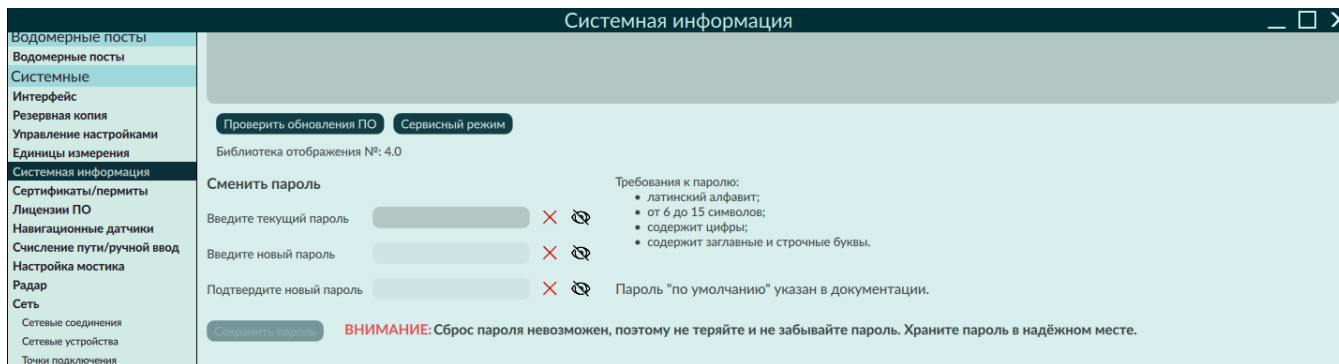 Системная информация
Водомерные посты
Водомерные посты
Системные
Интерфейс
Резервная копия
Управление настройками
Единицы измерения
Системная информация
Сертификаты/пермиты
Лицензии ПО
Навигационные датчики
Счисление пути/ручной ввод
Настройка мостика
Радар
Сеть
Сетевые соединения
Сетевые устройства
Точки подключения
Проверить обновления ПО
Сервисный режим
Библиотека отображения №: 4.0
Сменить пароль
Введите текущий пароль
Введите новый пароль
Подтвердите новый пароль
Требования к паролю:
• латинский алфавит;
• от 6 до 15 символов;
• содержит цифры;
• содержит заглавные и строчные буквы.
Пароль "по умолчанию" указан в документации.
Сохранить пароль
ВНИМАНИЕ: Сброс пароля невозможен, поэтому не теряйте и не забывайте пароль. Храните пароль в надёжном месте.